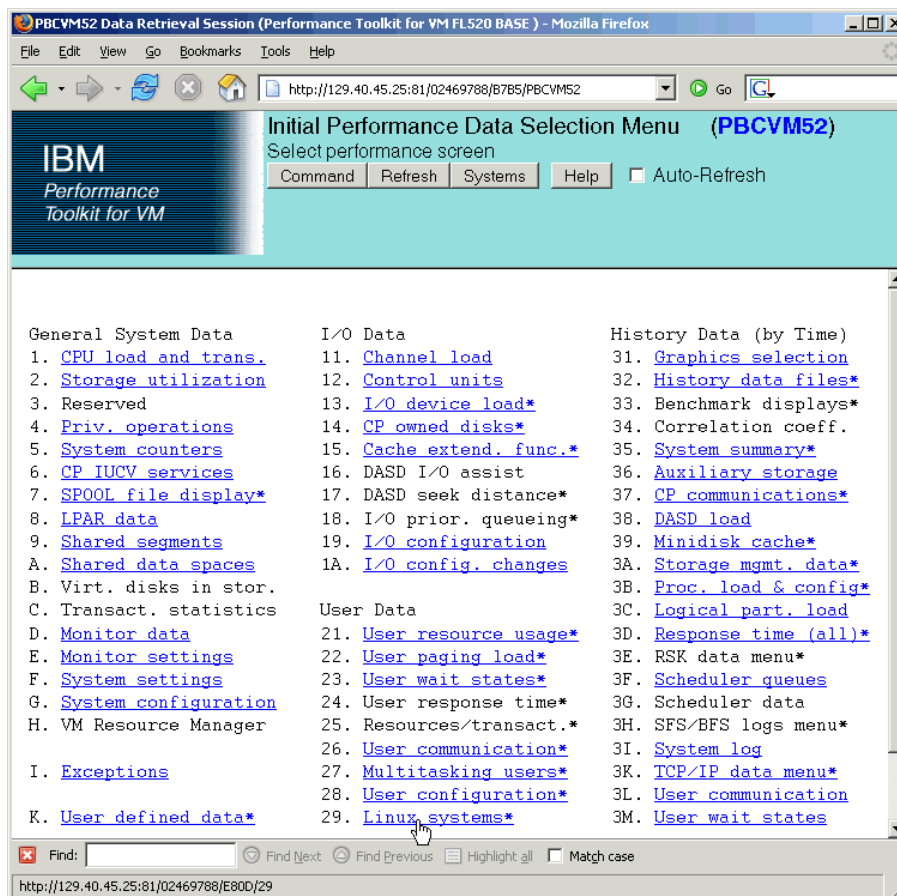 PBCVM52 Data Retrieval Session (Performance Toolkit for VM FL520 BASE ) - Mozilla Firefox
File Edit View Go Bookmarks Tools Help
http://129.40.45.25:81/02469788/B7B5/PBCVM52 Go G
IBM
Performance
Toolkit for VM
Initial Performance Data Selection Menu (PBCVM52)
Select performance screen
Command Refresh Systems Help Auto-Refresh
General System Data
1. CPU load and trans.
2. Storage utilization
3. Reserved
4. Priv. operations
5. System counters
6. CP IUCV services
7. SPOOL file display*
8. LPAR data
9. Shared segments
A. Shared data spaces
B. Virt. disks in stor.
C. Transact. statistics
D. Monitor data
E. Monitor settings
F. System settings
G. System configuration
H. VM Resource Manager
I. Exceptions
K. User defined data*
I/O Data
11. Channel load
12. Control units
13. I/O device load*
14. CP owned disks*
15. Cache extend. func.*
16. DASD I/O assist
17. DASD seek distance*
18. I/O prior. queueing*
19. I/O configuration
1A. I/O config. changes
User Data
21. User resource usage*
22. User paging load*
23. User wait states*
24. User response time*
25. Resources/transact.*
26. User communication*
27. Multitasking users*
28. User configuration*
29. Linux systems*
History Data (by Time)
31. Graphics selection
32. History data files*
33. Benchmark displays*
34. Correlation coeff.
35. System summary*
36. Auxiliary storage
37. CP communications*
38. DASD load
39. Minidisk cache*
3A. Storage mgmt. data*
3B. Proc. load & config*
3C. Logical part. load
3D. Response time (all)*
3E. RSK data menu*
3F. Scheduler queues
3G. Scheduler data
3H. SFS/BFS logs menu*
3I. System log
3K. TCP/IP data menu*
3L. User communication
3M. User wait states
Find: Find Next Find Previous Highlight all Match case
http://129.40.45.25:81/02469788/E80D/29